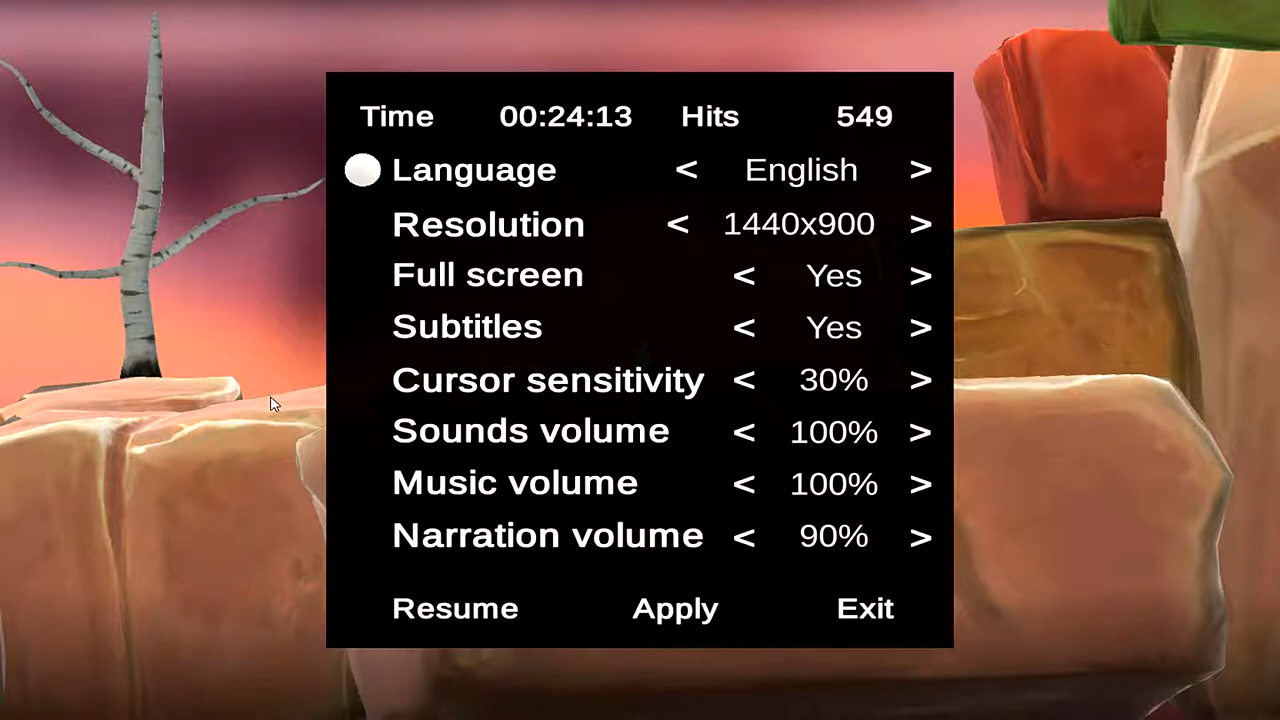 Time 00:24:13 Hits 549
Language < English >
Resolution < 1440x900 >
Full screen < Yes >
Subtitles < Yes >
Cursor sensitivity < 30% >
Sounds volume < 100% >
Music volume < 100% >
Narration volume < 90% >
Resume Apply Exit